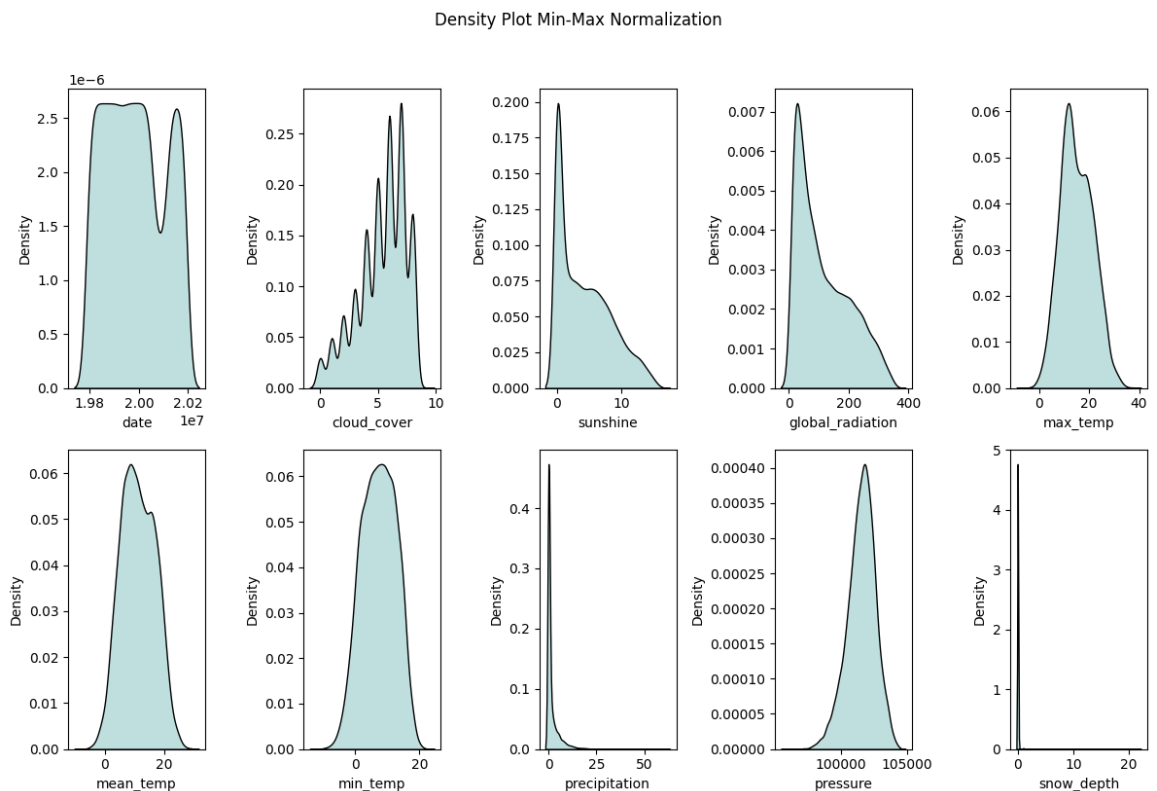 Density Plot Min-Max Normalization
1e−6
2.5
2.0
1.5
1.0
0.5
0.0
Density
1.98 2.00 2.02
date 1e7
0.25
0.20
0.15
0.10
0.05
0.00
Density
0 5 10
cloud_cover
0.200
0.175
0.150
0.125
0.100
0.075
0.050
0.025
0.000
Density
0 10
sunshine
0.007
0.006
0.005
0.004
0.003
0.002
0.001
0.000
Density
0 200 400
global_radiation
0.06
0.05
0.04
0.03
0.02
0.01
0.00
Density
0 20 40
max_temp
0.06
0.05
0.04
0.03
0.02
0.01
0.00
Density
0 20
mean_temp
0.06
0.05
0.04
0.03
0.02
0.01
0.00
Density
0 20
min_temp
0.4
0.3
0.2
0.1
0.0
Density
0 25 50
precipitation
0.00040
0.00035
0.00030
0.00025
0.00020
0.00015
0.00010
0.00005
0.00000
Density
100000 105000
pressure
5
4
3
2
1
0
Density
0 10 20
snow_depth